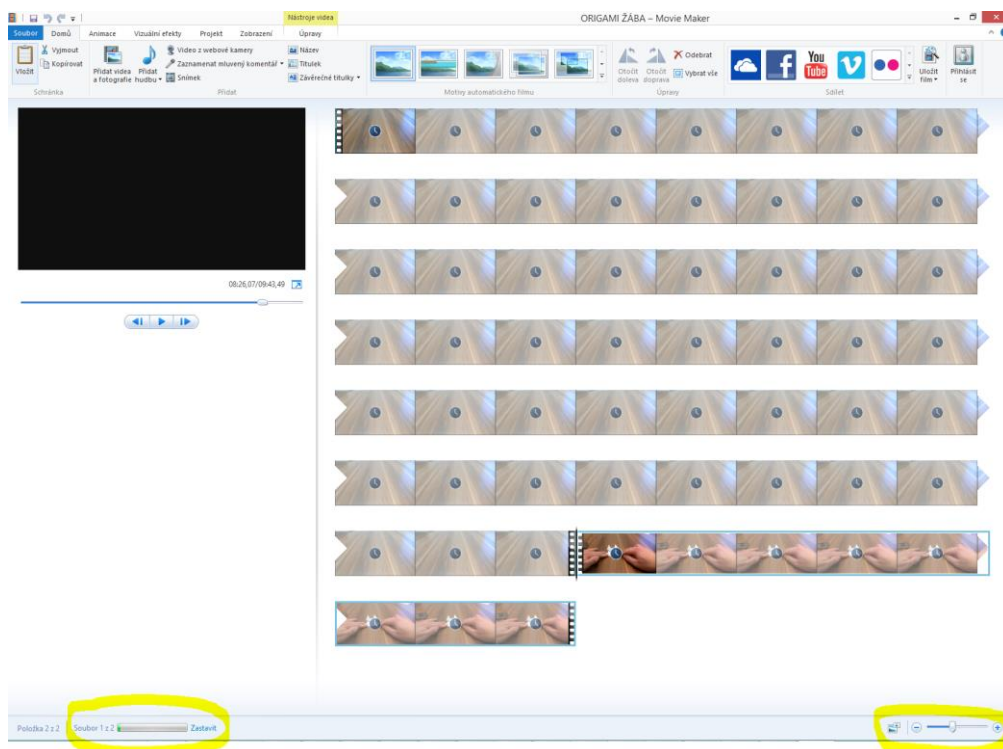 Nástroje videa
ORIGAMI ŽÁBA – Movie Maker
Soubor Domů Animace Vizuální efekty Projekt Zobrazení Úpravy
Vložit
Vyjmout
Kopírovat
Schránka
Přidat videa a fotografie
Přidat hudbu
Video z webové kamery
Zaznamenat mluvený komentář
Snímek
Název
Titulek
Závěrečné titulky
Přidat
Motivy automatického filmu
Otočit doleva
Otočit doprava
Odebrat
Vybrat vše
Úpravy
f
You Tube
V
Sdílet
Uložit film
Přihlásit se
08:26,07/09:43,49
Položka 2 z 2 Soubor 1 z 2 Zastavit